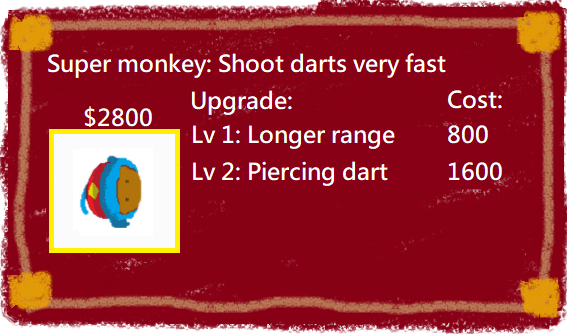 Super monkey: Shoot darts very fast
$2800
Upgrade: Cost:
Lv 1: Longer range 800
Lv 2: Piercing dart 1600